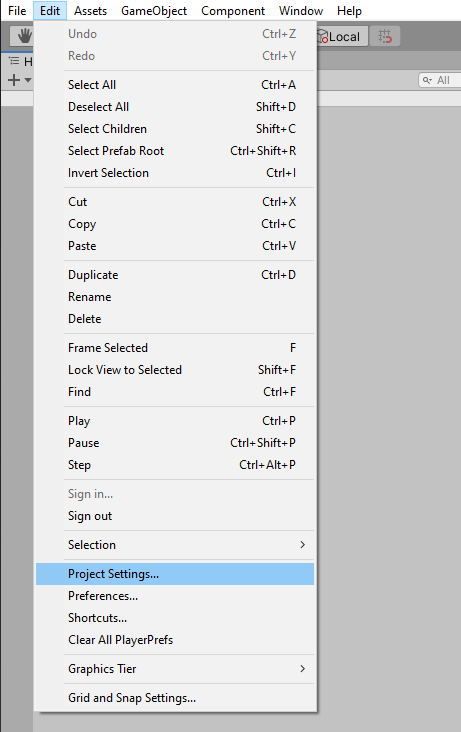 File Edit Assets GameObject Component Window Help
Undo Ctrl+Z
Local
Redo Ctrl+Y
H
All
Select All Ctrl+A
Deselect All Shift+D
Select Children Shift+C
Select Prefab Root Ctrl+Shift+R
Invert Selection Ctrl+I
Cut Ctrl+X
Copy Ctrl+C
Paste Ctrl+V
Duplicate Ctrl+D
Rename
Delete
Frame Selected F
Lock View to Selected Shift+F
Find Ctrl+F
Play Ctrl+P
Pause Ctrl+Shift+P
Step Ctrl+Alt+P
Sign in...
Sign out
Selection
Project Settings...
Preferences...
Shortcuts...
Clear All PlayerPrefs
Graphics Tier
Grid and Snap Settings...